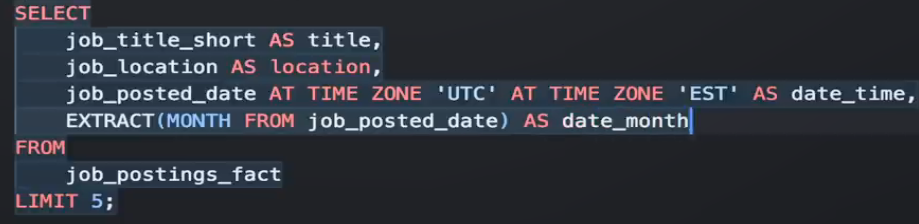 SELECT
    job_title_short AS title,
    job_location AS location,
    job_posted_date AT TIME ZONE 'UTC' AT TIME ZONE 'EST' AS date_time,
    EXTRACT(MONTH FROM job_posted_date) AS date_month
FROM
    job_postings_fact
LIMIT 5;